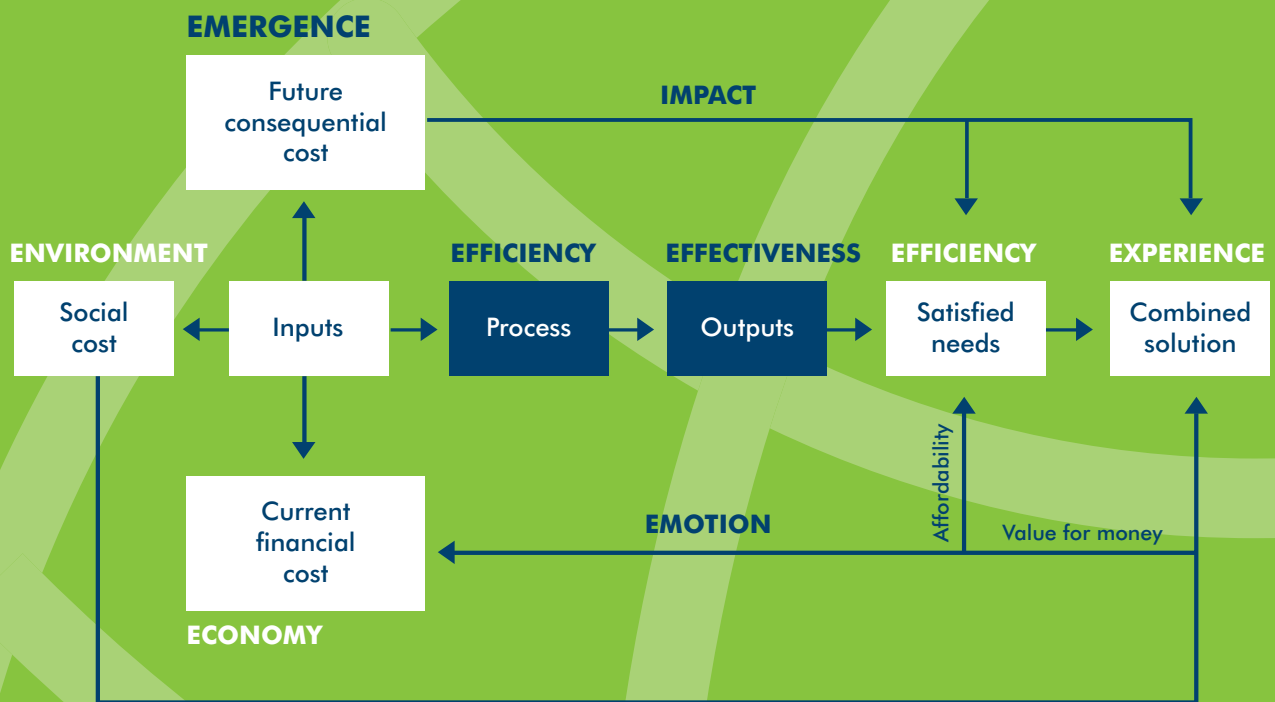 EMERGENCE
Future
consequential
cost
IMPACT
ENVIRONMENT
EFFICIENCY
EFFECTIVENESS
EFFICIENCY
EXPERIENCE
Social
cost
Inputs
Process
Outputs
Satisfied
needs
Combined
solution
Current
financial
cost
EMOTION
Affordability
Value for money
ECONOMY